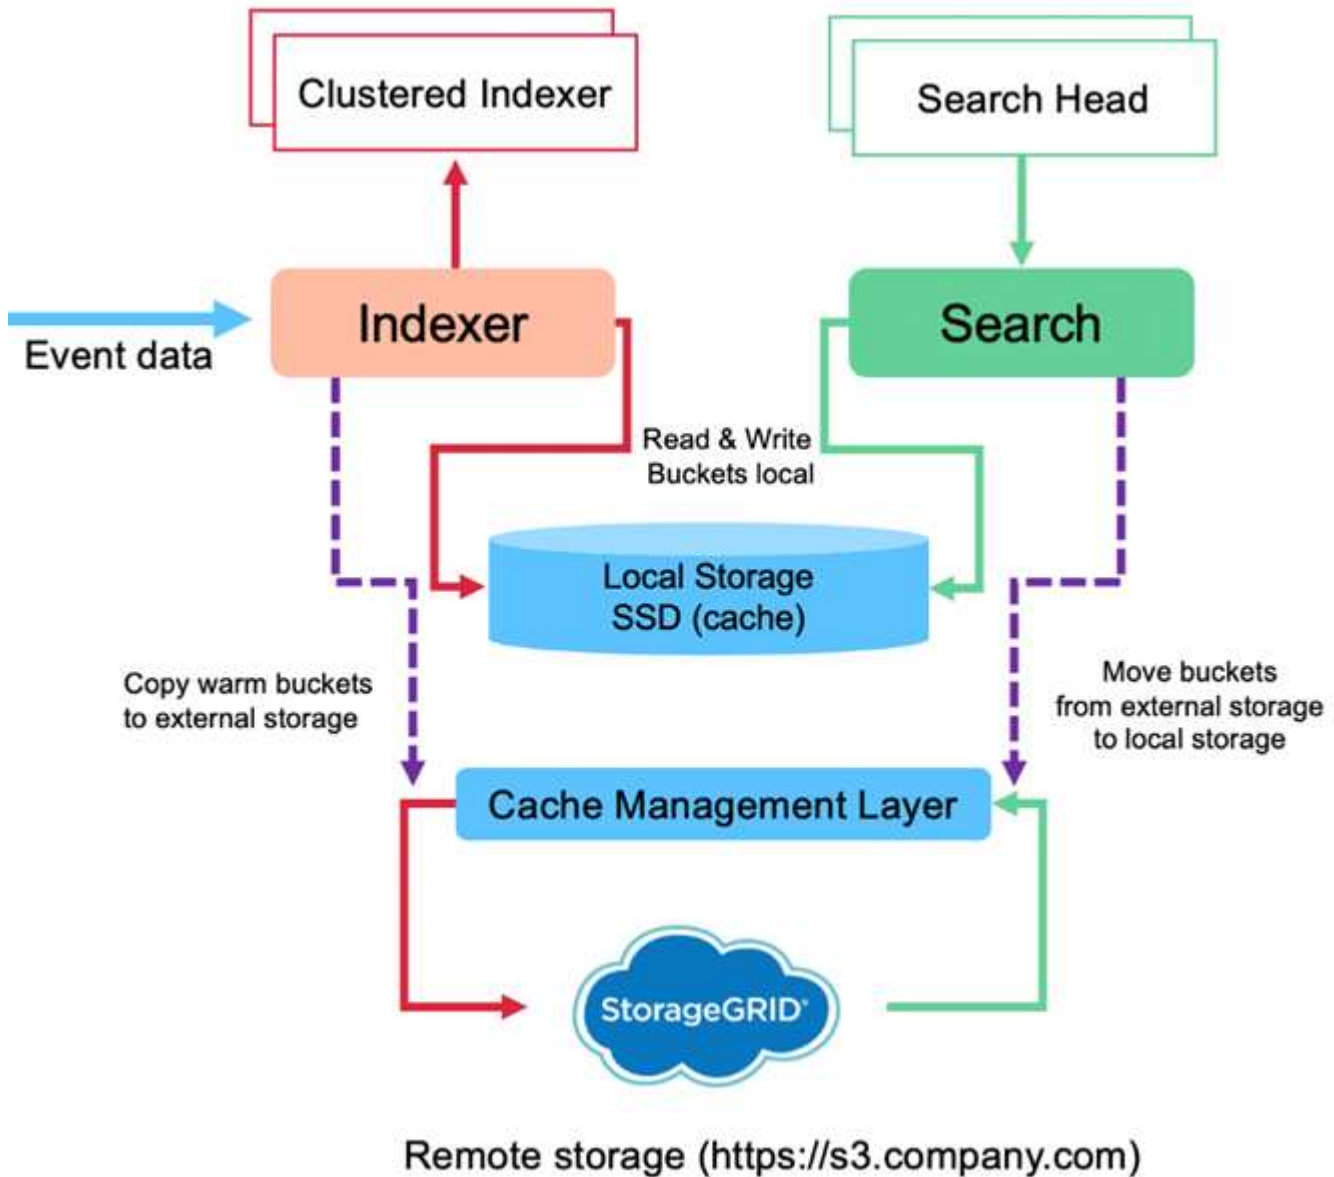 Clustered Indexer
Search Head
Indexer
Search
Event data
Read & Write
Buckets local
Local Storage
SSD (cache)
Copy warm buckets
to external storage
Move buckets
from external storage
to local storage
Cache Management Layer
StorageGRID®
Remote storage (https://s3.company.com)